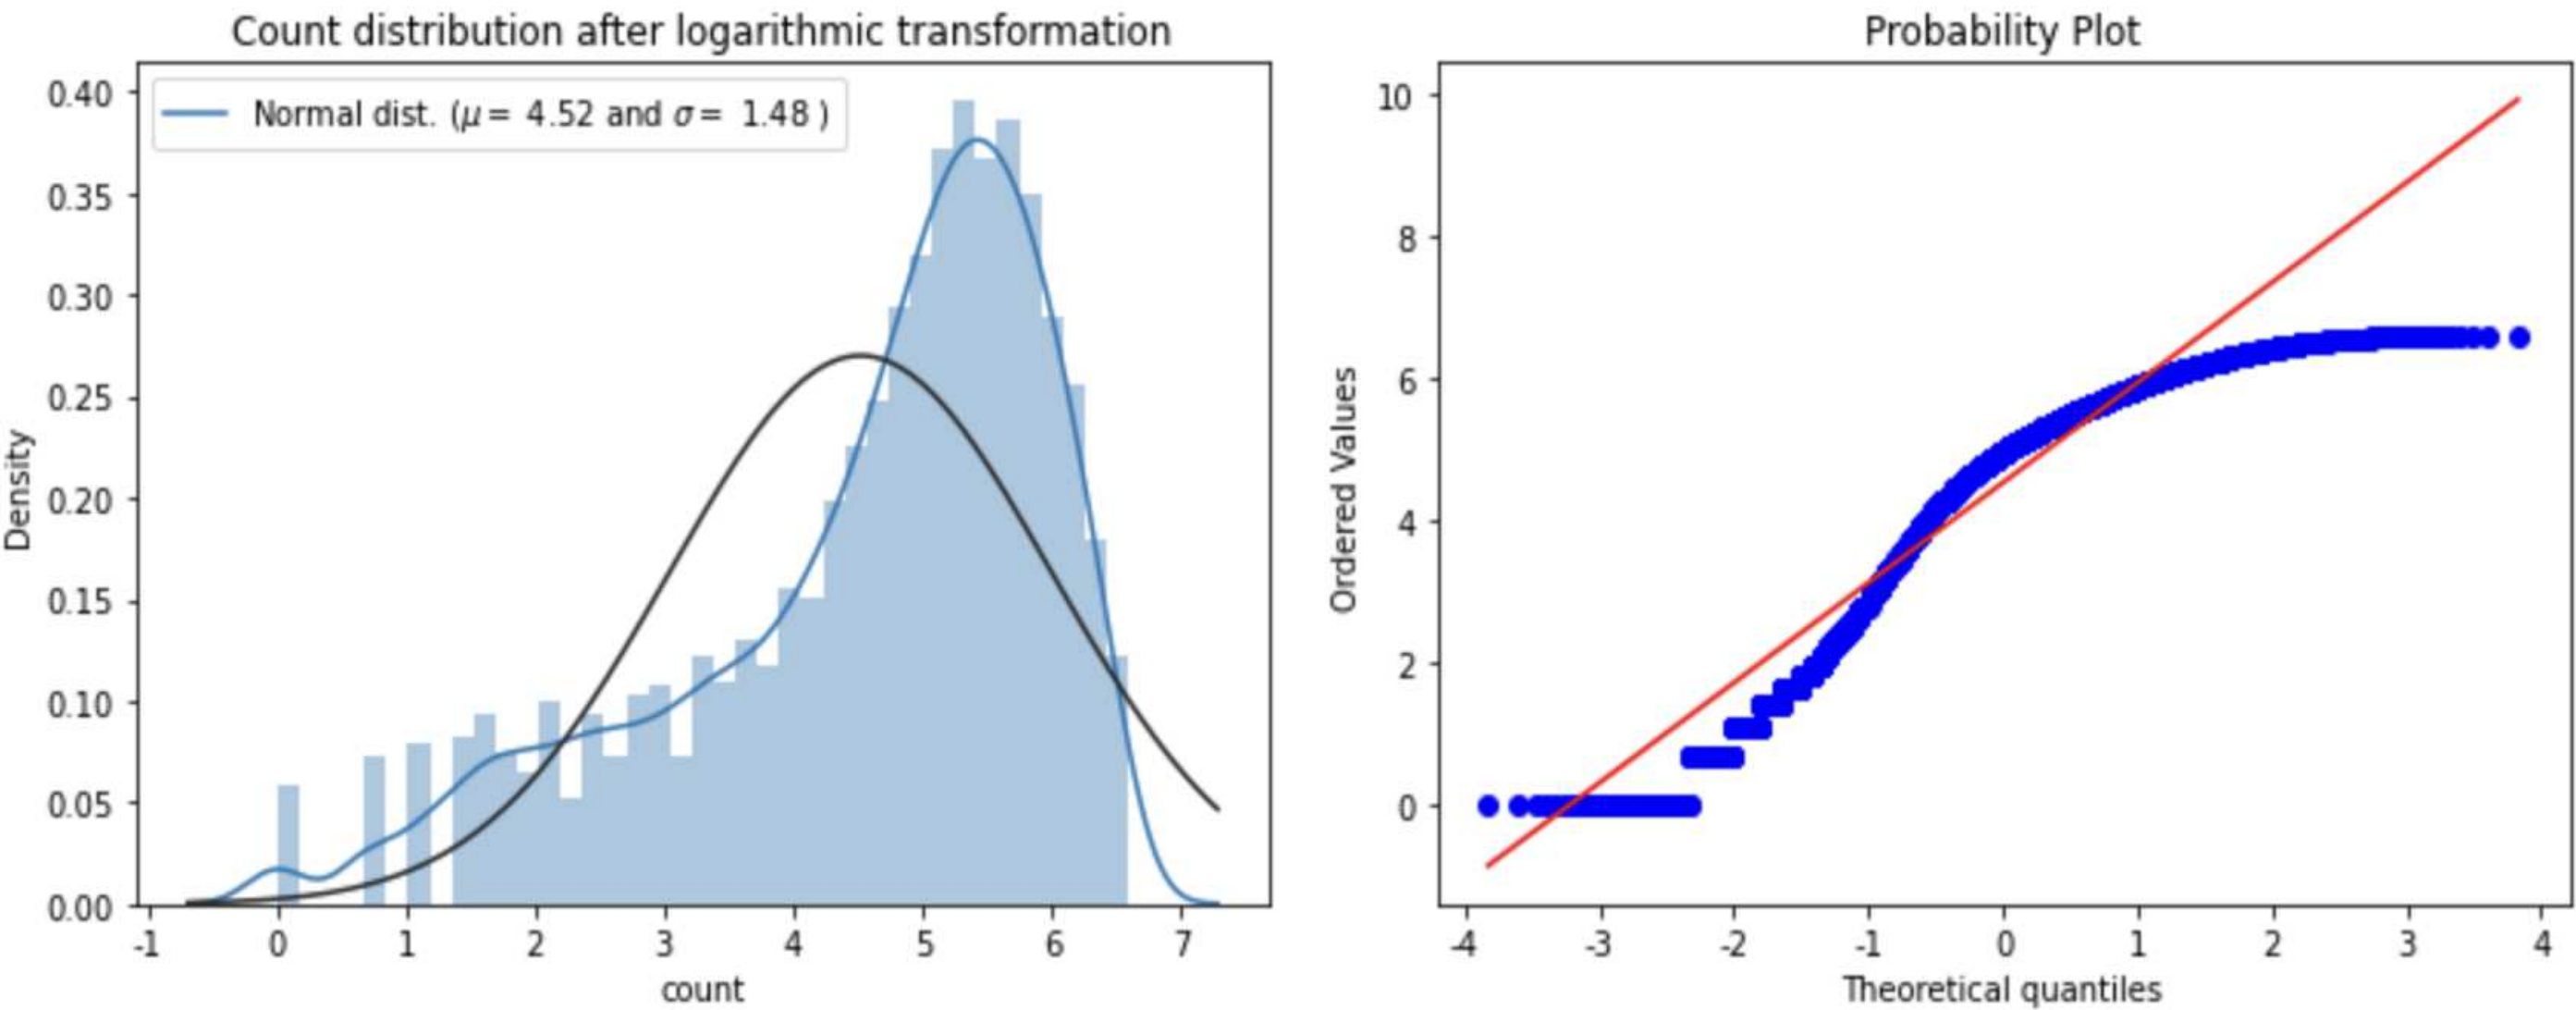 Count distribution after logarithmic transformation
Normal dist. (μ = 4.52 and σ = 1.48 )
0.40
0.35
0.30
0.25
0.20
0.15
0.10
0.05
0.00
Density
-1 0 1 2 3 4 5 6 7
count
Probability Plot
10
8
6
4
2
0
Ordered Values
-4 -3 -2 -1 0 1 2 3 4
Theoretical quantiles